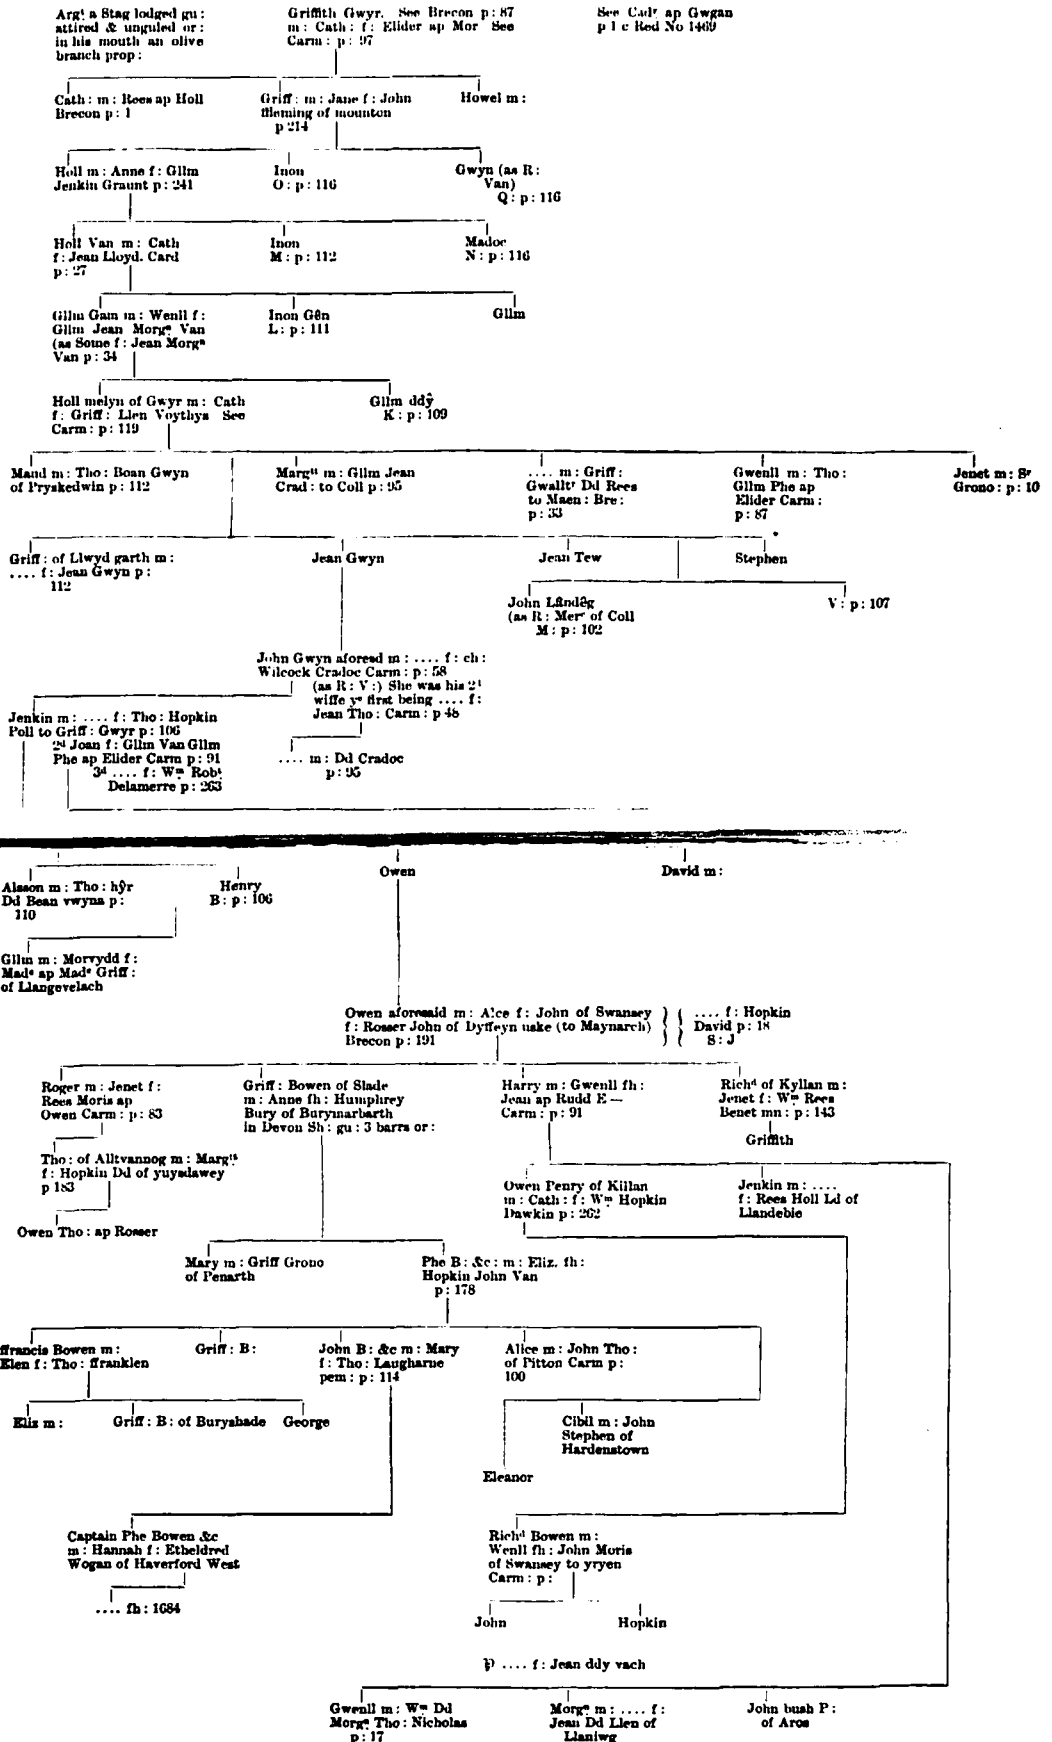 Argt a Stag lodged gu :
attired & unguled or :
in his mouth an olive
branch prop :
Griffith Gwyr. See Brecon p : 87
m : Cath : f : Elider ap Mor See
Carm : p : 97
See Cadr ap Gwgan
p 1 c Red No 1469
Cath : m : Rees ap Holl
Brecon p : 1
Griff : m : Jane f : John
fileming of mounton
p 214
Howel m :
Holl m : Anne f : Gllm
Jenkin Graunt p : 241
Inon
O : p : 116
Gwyn (as R :
Van)
Q : p : 116
Holl Van m : Cath
f : Jean Lloyd. Card
p : 27
Inon
M : p : 112
Madoc
N : p : 116
Gllm Gam m : Wenll f :
Gllm Jean Morgn Van
(as Some f : Jean Morgn
Van p : 34
Inon Gên
L : p : 111
Gllm
Holl melyn of Gwyr m : Cath
f : Griff : Llen Voythys See
Carm : p : 119
Gllm ddŷ
K : p : 109
Maud m : Tho : Boan Gwyn
of Pryskedwin p : 112
Margtt m : Gllm Jean
Crad : to Coll p : 95
.... m : Griff :
Gwalltr Dd Rees
to Maen : Bre :
p : 33
Gwenll m : Tho :
Gllm Phe ap
Elider Carm :
p : 87
Jenet m : Sr
Grono : p : 10
Griff : of Llwyd garth m :
.... f : Jean Gwyn p :
112
Jean Gwyn
Jean Tew
Stephen
John Lândêg
(as R : Merc of Coll
M : p : 102
V : p : 107
John Gwyn aforesd m : .... f : ch :
Wilcock Cradoc Carm : p : 58
(as R : V :) She was his 2d
wiffe ye first being .... f :
Jean Tho : Carm : p 48
Jenkin m : .... f : Tho : Hopkin
Poll to Griff : Gwyr p : 106
2d Joan f : Gllm Van Gllm
Phe ap Elider Carm p : 91
3d .... f : Wm Robt
Delamerre p : 263
.... m : Dd Cradoc
p : 95
Alsson m : Tho : hŷr
Dd Bean vwyna p :
110
Henry
B : p : 106
Owen
David m :
Gllm m : Morvydd f :
Madc ap Madc Griff :
of Llangevelach
Owen aforesaid m : Alce f : John of Swansey
f : Rosser John of Dyffeyn uske (to Maynarch)
Brecon p : 191
.... f : Hopkin
David p : 18
S : J
Roger m : Jenet f :
Rees Moris ap
Owen Carm : p : 83
Griff : Bowen of Slade
m : Anne fh : Humphrey
Bury of Burymarbarth
in Devon Sh : gu : 3 barrs or :
Harry m : Gwenll fh :
Jean ap Rudd E —
Carm : p : 91
Richd of Kyllan m :
Jenet f : Wm Rees
Benet mn : p : 143
Griffith
Tho : of Alltvannog m : Margtt
f : Hopkin Dd of yuysdawey
p 183
Owen Tho : ap Rosser
Owen Penry of Killan
m : Cath : f : Wm Hopkin
Dawkin p : 262
Jenkin m : ....
f : Rees Holl Ld of
Llandebie
Mary m : Griff Grono
of Penarth
Phe B : &c : m : Eliz. fh :
Hopkin John Van
p : 178
ffrancis Bowen m :
Elen f : Tho : ffranklen
Griff : B :
John B : &c m : Mary
f : Tho : Laugharne
pem : p : 114
Alice m : John Tho :
of Pitton Carm p :
100
Eliz m :
Griff : B : of Buryshade
George
Cibil m : John
Stephen of
Hardenstown
Eleanor
Captain Phe Bowen &c
m : Hannah f : Etheldred
Wogan of Haverford West
.... fh : 1684
Richd Bowen m :
Wenll fh : John Moris
of Swansey to yryen
Carm : p :
John
Hopkin
.... f : Jean ddy vach
Gwenll m : Wm Dd
Morgn Tho : Nicholas
p : 17
Morgn m : .... f :
Jean Dd Llen of
Llaniwg
John bush P :
of Aros